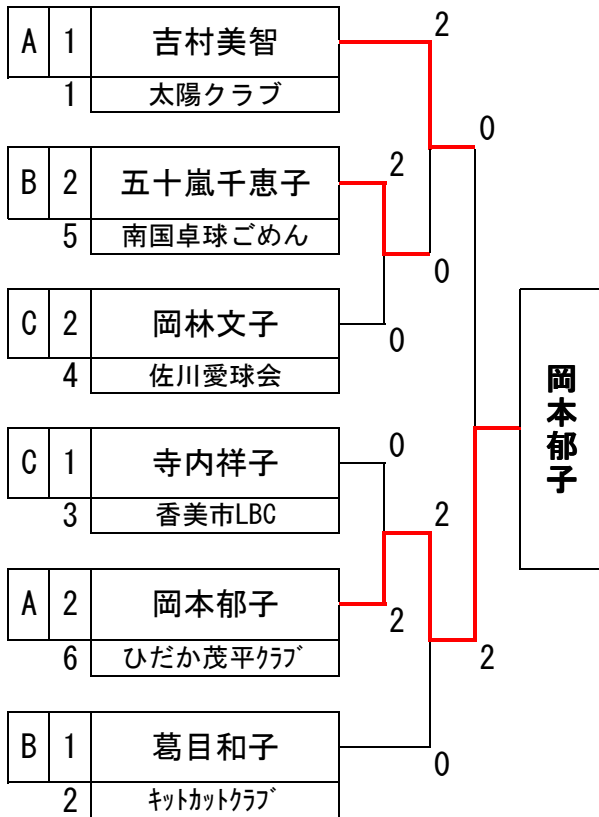 A 1 吉村美智 2
1 太陽クラブ
0
B 2 五十嵐千恵子 2
5 南国卓球ごめん
0
C 2 岡林文子 0
4 佐川愛球会
岡本郁子
C 1 寺内祥子 0
3 香美市LBC 2
A 2 岡本郁子 2
6 ひだか茂平ｸﾗﾌﾞ 2
B 1 葛目和子 0
2 ｷｯﾄｶｯﾄｸﾗﾌﾞ